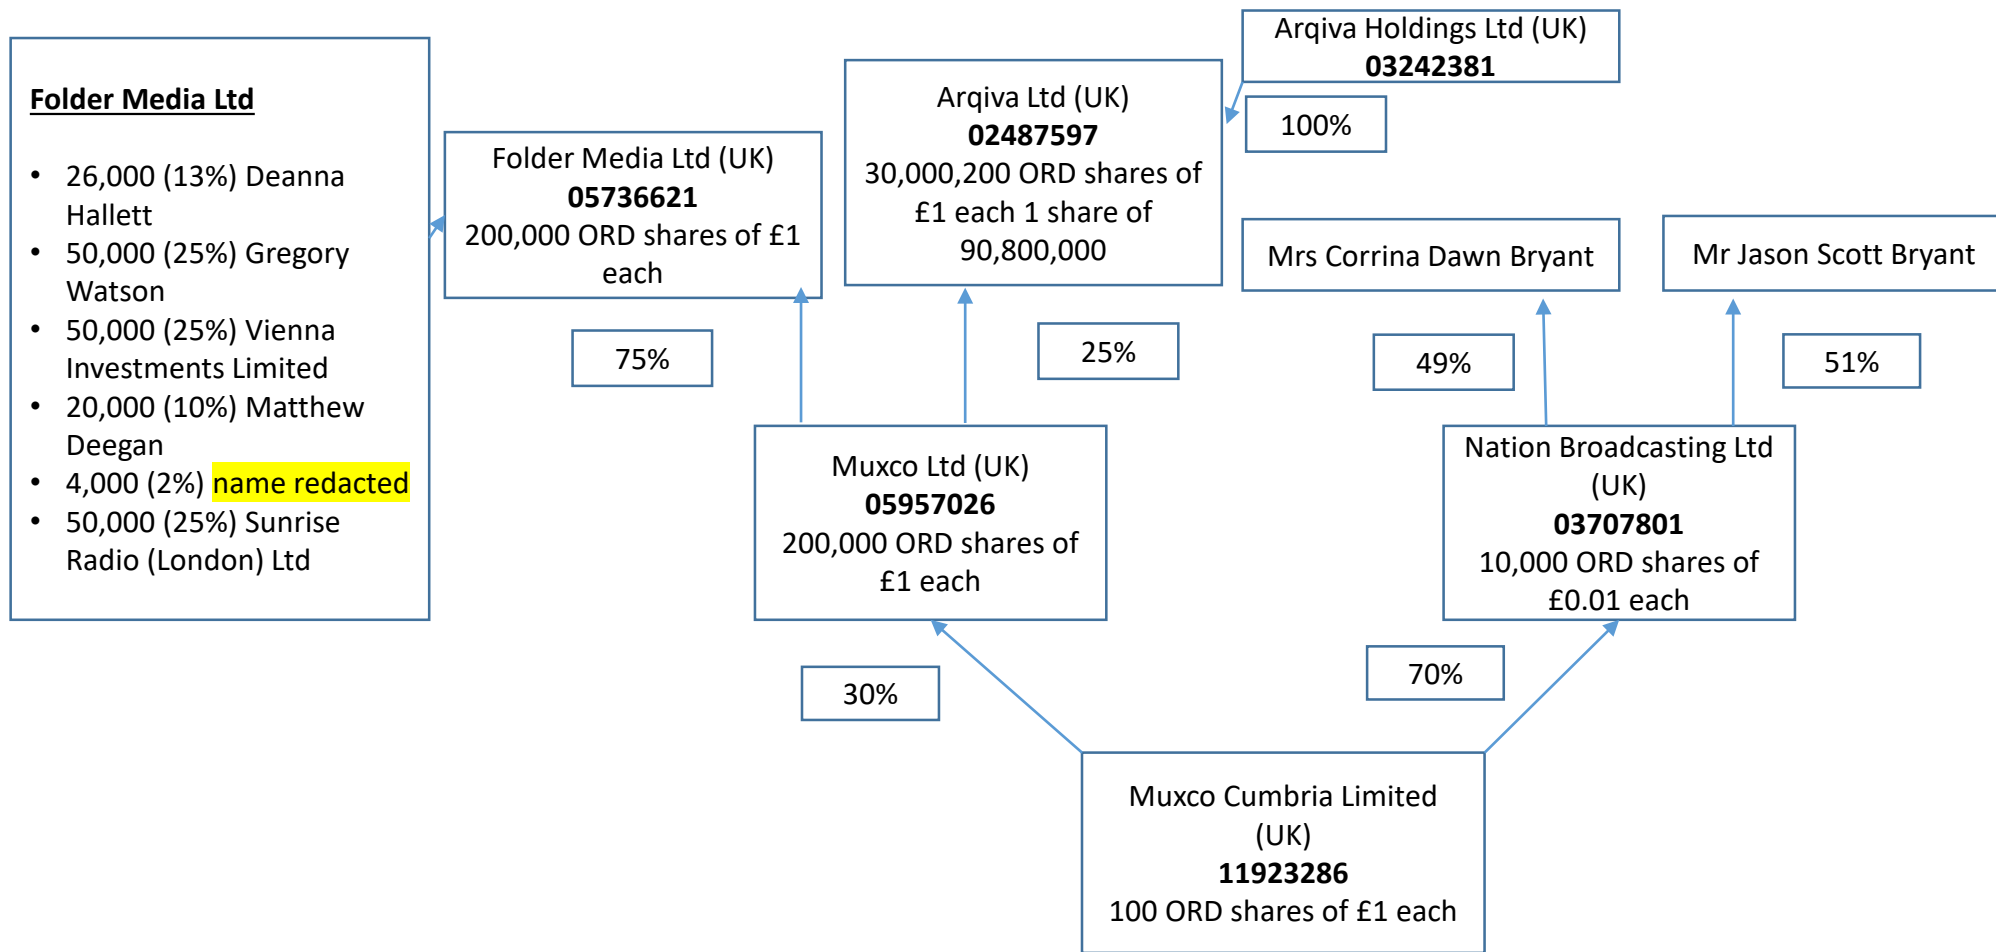 Folder Media Ltd
• 26,000 (13%) Deanna
Hallett
• 50,000 (25%) Gregory
Watson
• 50,000 (25%) Vienna
Investments Limited
• 20,000 (10%) Matthew
Deegan
• 4,000 (2%) name redacted
• 50,000 (25%) Sunrise
Radio (London) Ltd
Folder Media Ltd (UK)
05736621
200,000 ORD shares of £1
each
Arqiva Ltd (UK)
02487597
30,000,200 ORD shares of
£1 each 1 share of
90,800,000
Arqiva Holdings Ltd (UK)
03242381
100%
Mrs Corrina Dawn Bryant
Mr Jason Scott Bryant
75%
25%
49%
51%
Muxco Ltd (UK)
05957026
200,000 ORD shares of
£1 each
Nation Broadcasting Ltd
(UK)
03707801
10,000 ORD shares of
£0.01 each
30%
70%
Muxco Cumbria Limited
(UK)
11923286
100 ORD shares of £1 each